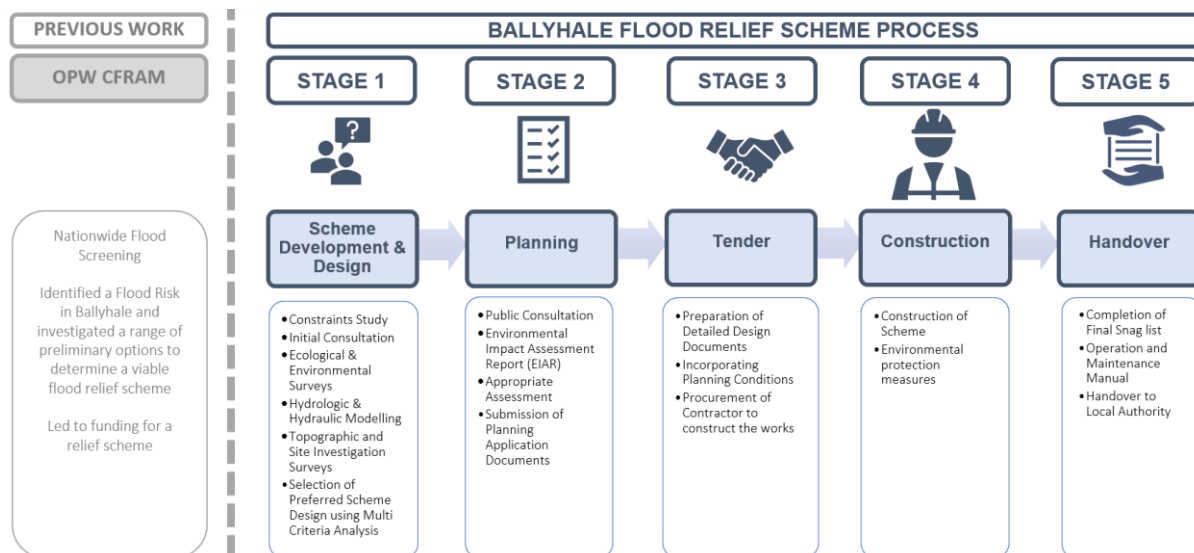 PREVIOUS WORK
OPW CFRAM
Nationwide Flood
Screening
Identified a Flood Risk
in Ballyhale and
investigated a range of
preliminary options to
determine a viable
flood relief scheme
Led to funding for a
relief scheme
BALLYHALE FLOOD RELIEF SCHEME PROCESS
STAGE 1
?
Scheme
Development &
Design
• Constraints Study
• Initial Consultation
• Ecological &
Environmental
Surveys
• Hydrologic &
Hydraulic Modelling
• Topographic and
Site Investigation
Surveys
• Selection of
Preferred Scheme
Design using Multi
Criteria Analysis
STAGE 2
Planning
• Public Consultation
• Environmental
Impact Assessment
Report (EIAR)
• Appropriate
Assessment
• Submission of
Planning
Application
Documents
STAGE 3
Tender
• Preparation of
Detailed Design
Documents
• Incorporating
Planning Conditions
• Procurement of
Contractor to
construct the works
STAGE 4
Construction
• Construction of
Scheme
• Environmental
protection
measures
STAGE 5
Handover
• Completion of
Final Snag list
• Operation and
Maintenance
Manual
• Handover to
Local Authority